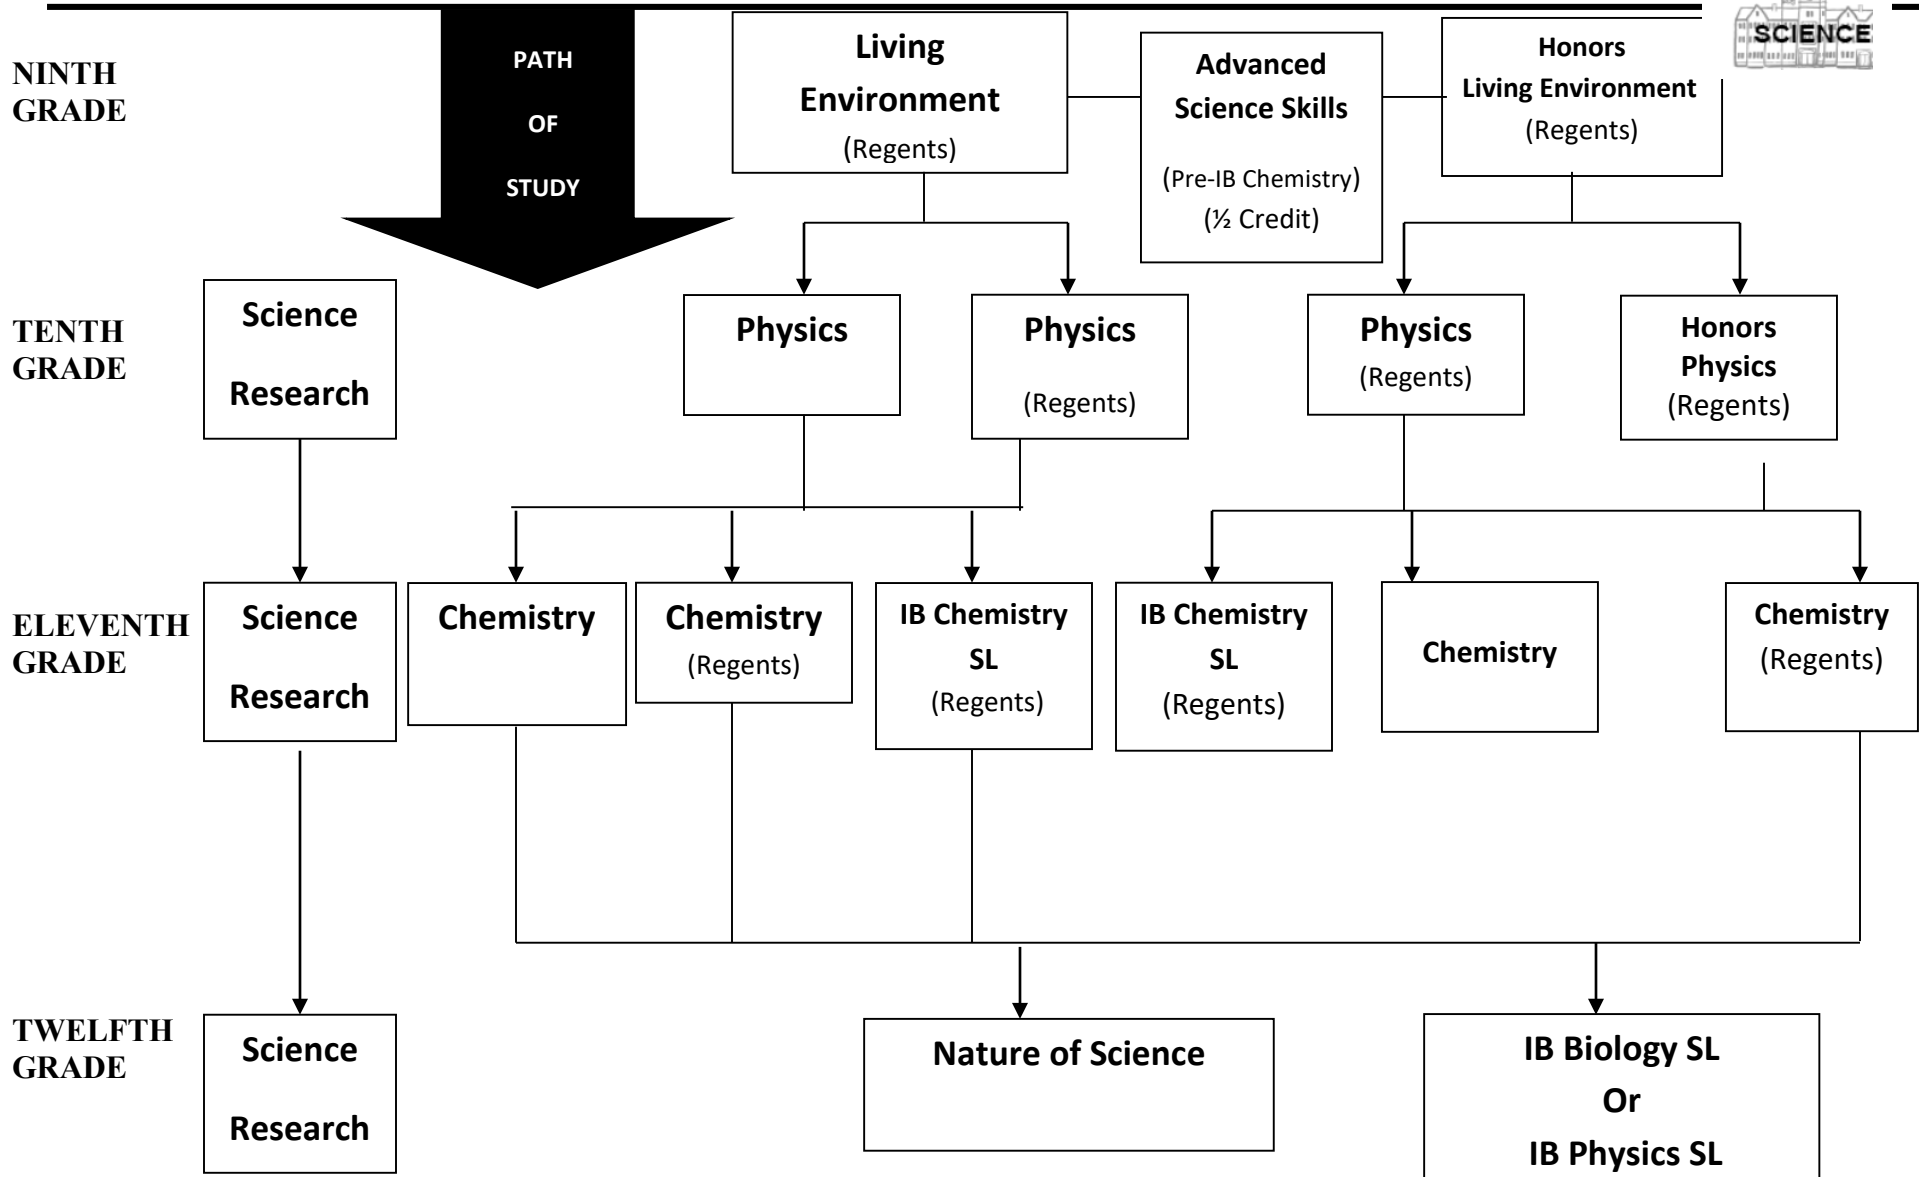 SCIENCE
NINTH
GRADE
PATH
OF
STUDY
Living
Environment
(Regents)
Advanced
Science Skills
(Pre-IB Chemistry)
(½ Credit)
Honors
Living Environment
(Regents)
TENTH
GRADE
Science
Research
Physics
Physics
(Regents)
Physics
(Regents)
Honors
Physics
(Regents)
ELEVENTH
GRADE
Science
Research
Chemistry
Chemistry
(Regents)
IB Chemistry
SL
(Regents)
IB Chemistry
SL
(Regents)
Chemistry
Chemistry
(Regents)
TWELFTH
GRADE
Science
Research
Nature of Science
IB Biology SL
Or
IB Physics SL